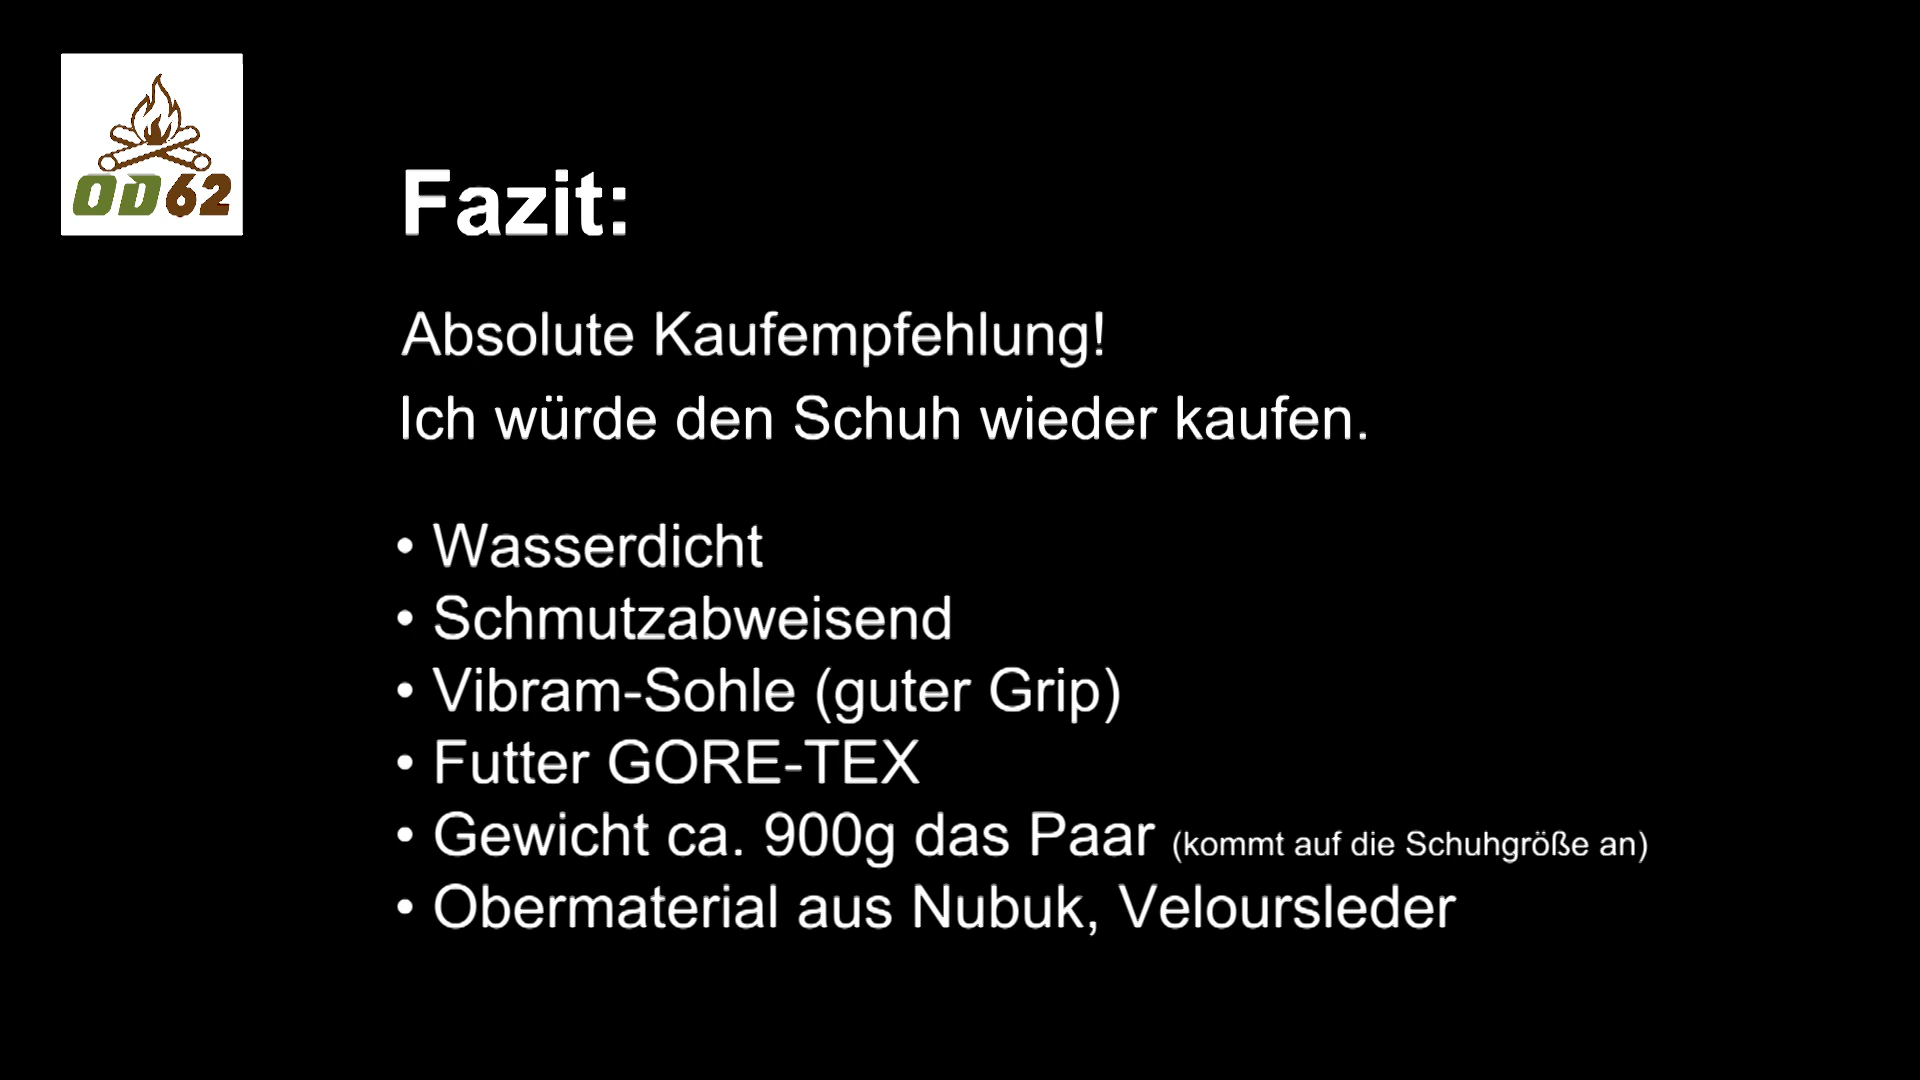 OD62
Fazit:
Absolute Kaufempfehlung!
Ich würde den Schuh wieder kaufen.
• Wasserdicht
• Schmutzabweisend
• Vibram-Sohle (guter Grip)
• Futter GORE-TEX
• Gewicht ca. 900g das Paar (kommt auf die Schuhgröße an)
• Obermaterial aus Nubuk, Veloursleder